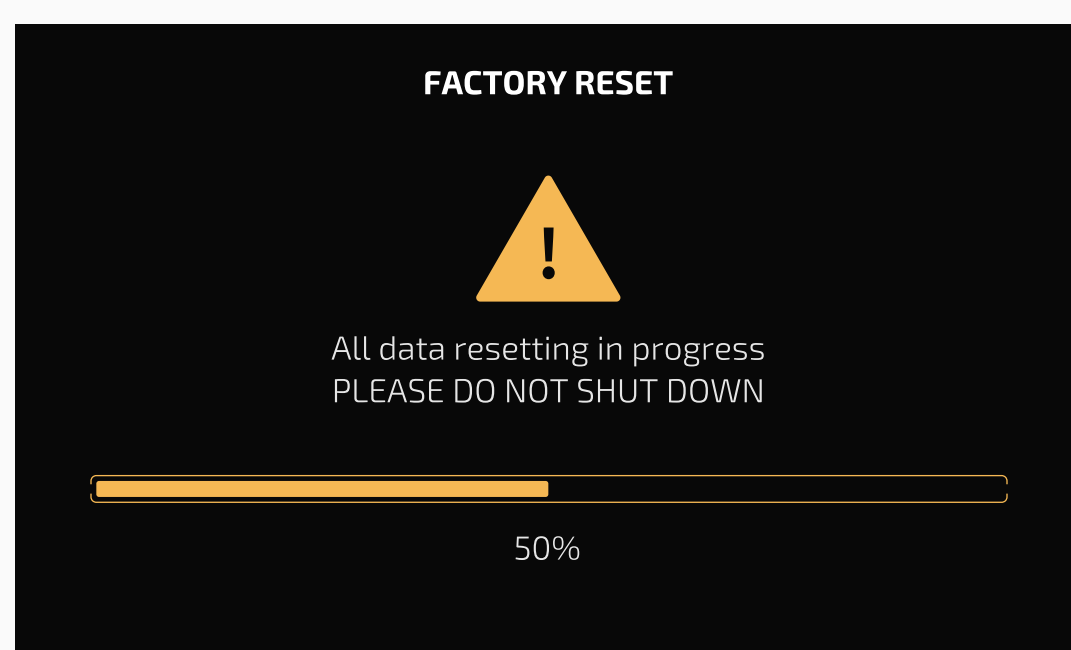 FACTORY RESET
!
All data resetting in progress
PLEASE DO NOT SHUT DOWN
50%